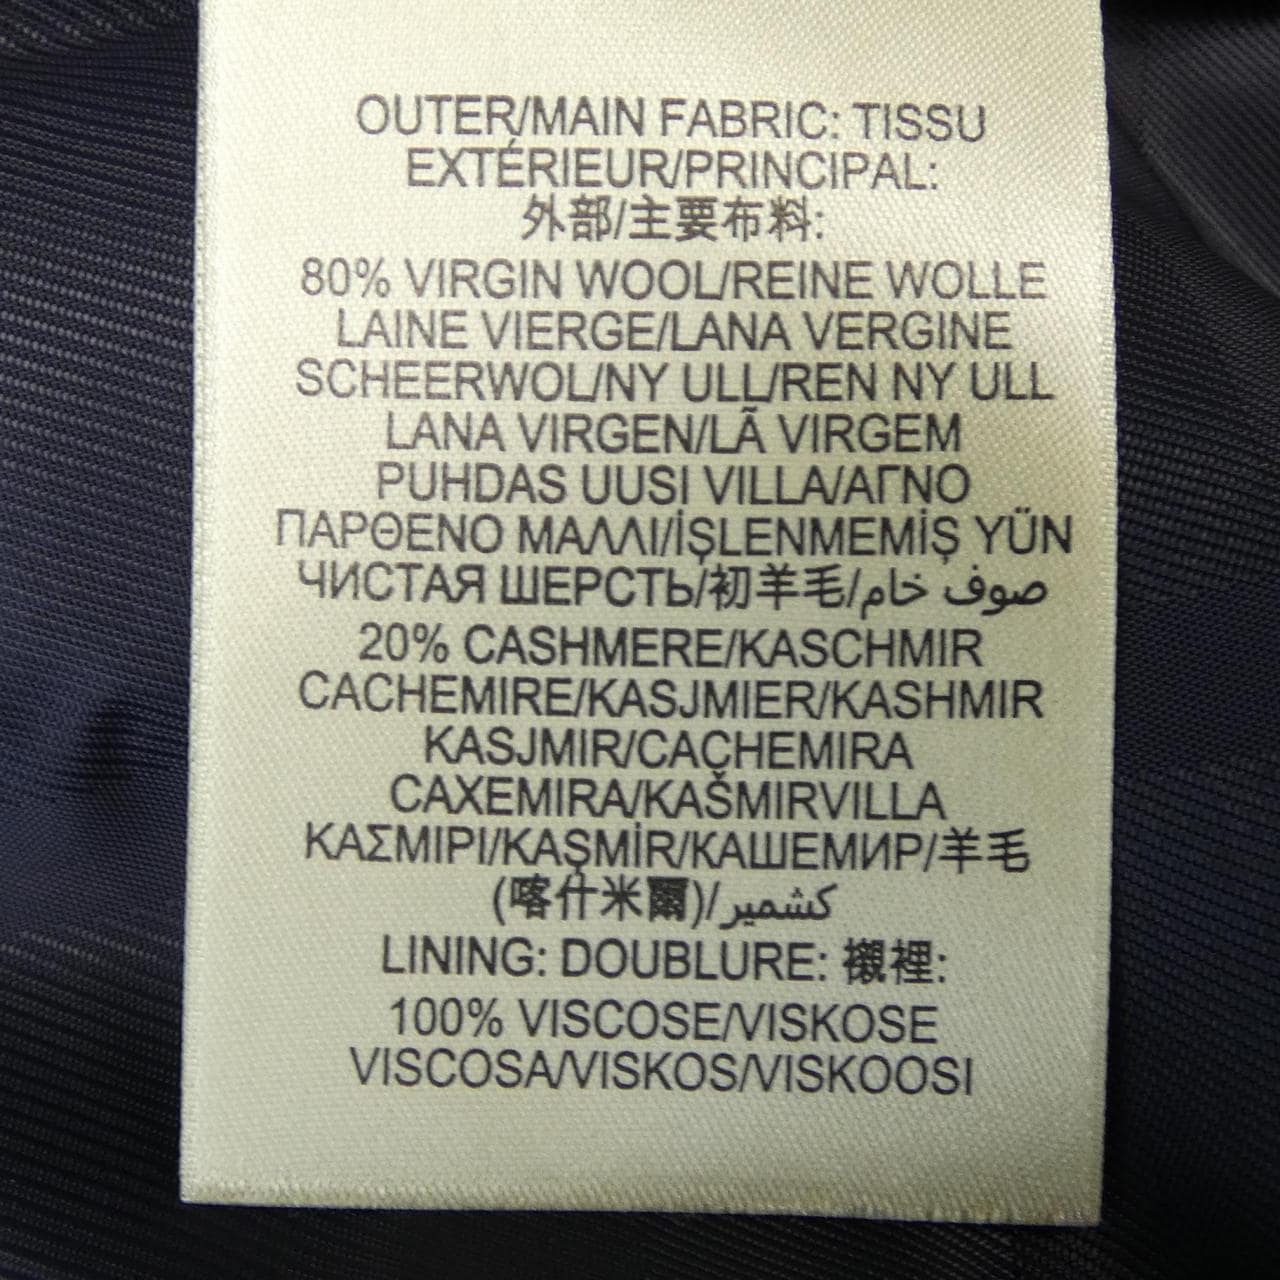 OUTER/MAIN FABRIC: TISSU
EXTÉRIEUR/PRINCIPAL:
外部/主要布料:
80% VIRGIN WOOL/REINE WOLLE
LAINE VIERGE/LANA VERGINE
SCHEERWOL/NY ULL/REN NY ULL
LANA VIRGEN/LÃ VIRGEM
PUHDAS UUSI VILLA/ΑΓΝΟ
ΠΑΡΘΕΝΟ ΜΑΛΛΙ/İŞLENMEMİŞ YÜN
ЧИСТАЯ ШЕРСТЬ/初羊毛/صوف خام
20% CASHMERE/KASCHMIR
CACHEMIRE/KASJMIER/KASHMIR
KASJMIR/CACHEMIRA
CAXEMIRA/KAŠMIRVILLA
ΚΑΣΜΙΡΙ/KAŞMİR/КАШЕМИР/羊毛
(喀什米爾)/كشمير
LINING: DOUBLURE: 襯裡:
100% VISCOSE/VISKOSE
VISCOSA/VISKOS/VISKOOSI